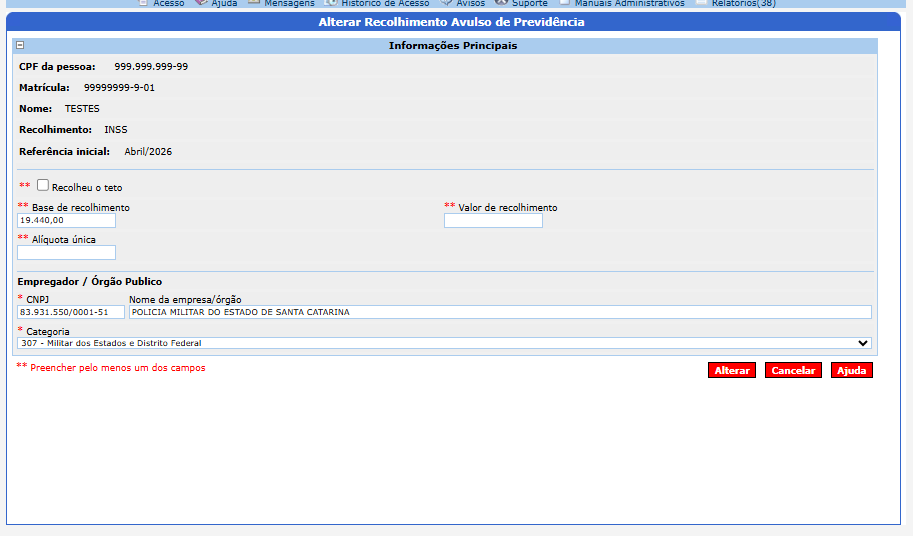 Acesso Ajuda Mensagens Histórico de Acesso Avisos Suporte Manuais Administrativos Relatórios(38)
Alterar Recolhimento Avulso de Previdência
Informações Principais
CPF da pessoa: 999.999.999-99
Matrícula: 99999999-9-01
Nome: TESTES
Recolhimento: INSS
Referência inicial: Abril/2026
** Recolheu o teto
** Base de recolhimento ** Valor de recolhimento
19.440,00
** Alíquota única
Empregador / Órgão Publico
* CNPJ Nome da empresa/órgão
83.931.550/0001-51 POLICIA MILITAR DO ESTADO DE SANTA CATARINA
* Categoria
307 - Militar dos Estados e Distrito Federal
** Preencher pelo menos um dos campos Alterar Cancelar Ajuda